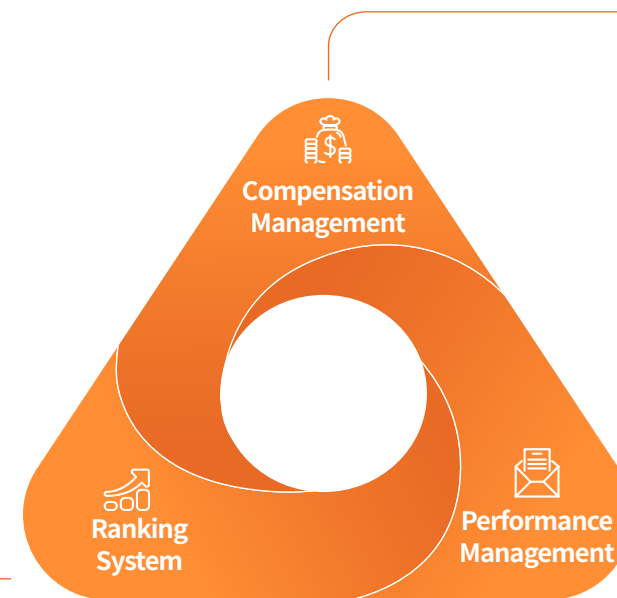 Compensation
Management
Ranking
System
Performance
Management